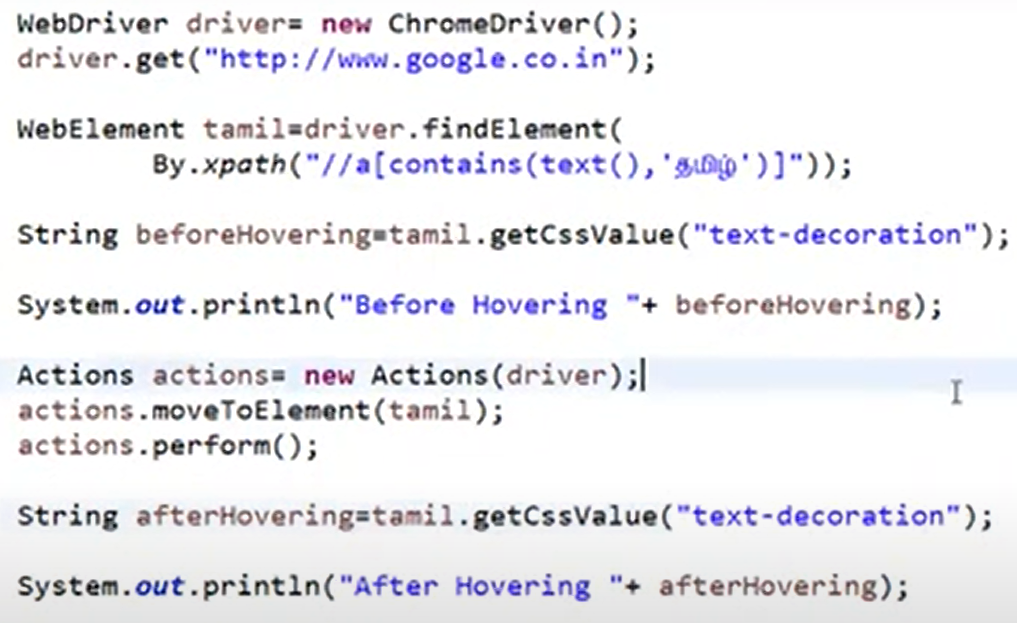 WebDriver driver= new ChromeDriver();
driver.get("http://www.google.co.in");
WebElement tamil=driver.findElement(
By.xpath("//a[contains(text(),'தமிழ்')]"));
String beforeHovering=tamil.getCssValue("text-decoration");
System.out.println("Before Hovering "+ beforeHovering);
Actions actions= new Actions(driver);
actions.moveToElement(tamil);
actions.perform();
String afterHovering=tamil.getCssValue("text-decoration");
System.out.println("After Hovering "+ afterHovering);